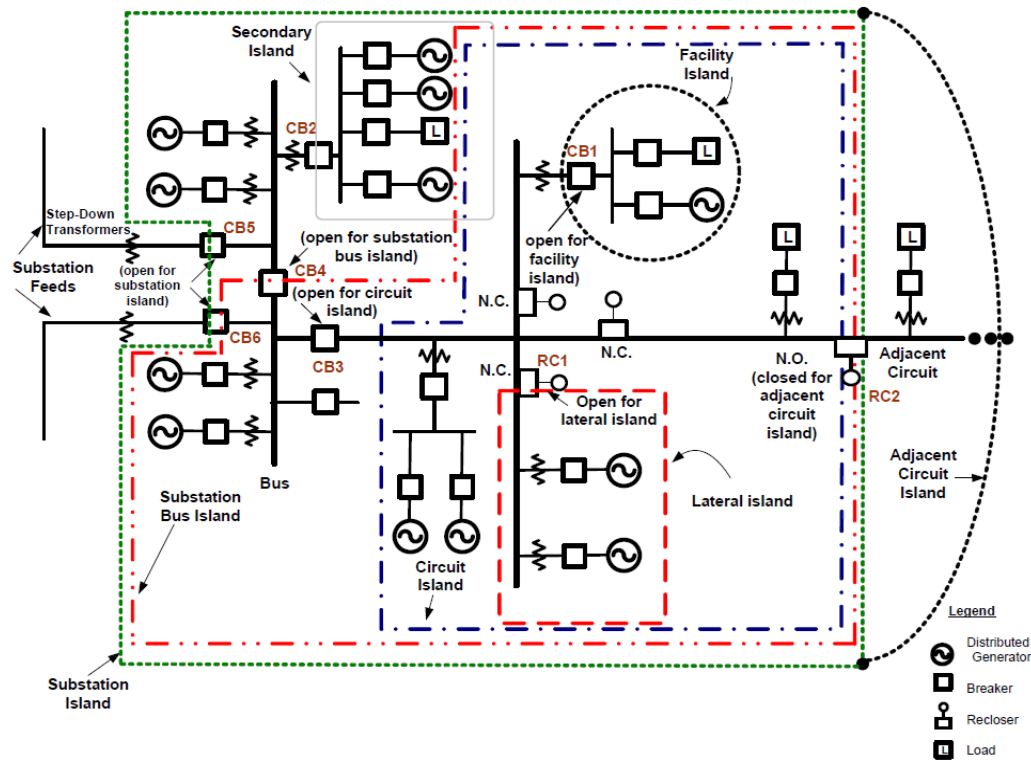 Secondary
Island
Facility
Island
CB2
L
CB1
L
Step-Down
Transformers
CB5
(open for substation
bus island)
open for
facility
island)
L
L
Substation
Feeds
(open for
substation
island)
CB4
(open for circuit
island)
N.C.
CB6
CB3
N.C.
N.C.
RC1
N.O.
(closed for
adjacent
circuit
island)
Adjacent
Circuit
RC2
Open for
lateral island
Bus
Adjacent
Circuit
Island
Substation
Bus Island
Lateral island
Circuit
Island
Substation
Island
Legend
Distributed
Generator
Breaker
Recloser
L
Load